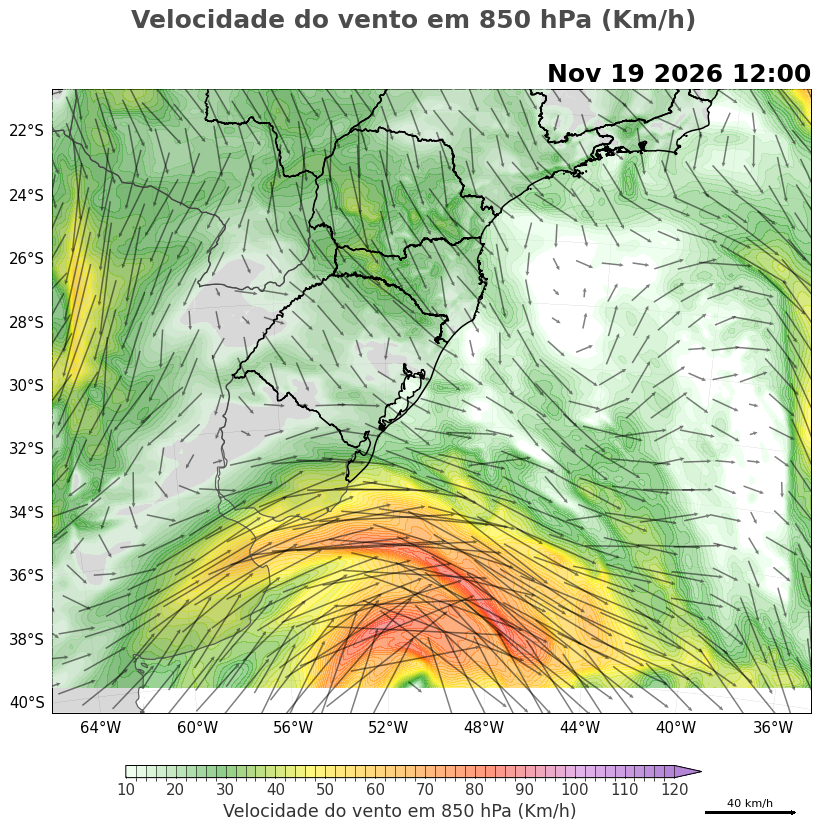 Velocidade do vento em 850 hPa (Km/h)
Nov 19 2026 12:00
22°S
24°S
26°S
28°S
30°S
32°S
34°S
36°S
38°S
40°S
64°W 60°W 56°W 52°W 48°W 44°W 40°W 36°W
10 20 30 40 50 60 70 80 90 100 110 120
Velocidade do vento em 850 hPa (Km/h)
40 km/h